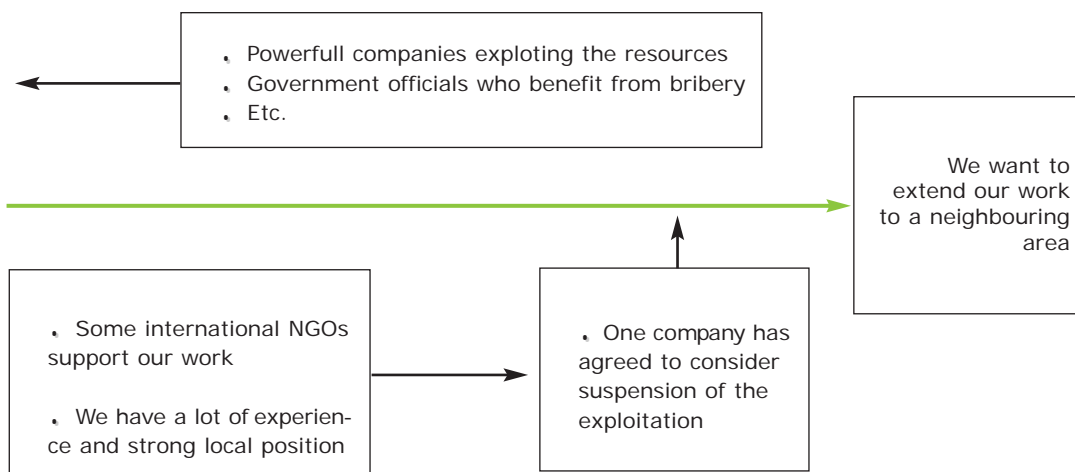 . Powerfull companies exploting the resources
. Government officials who benefit from bribery
. Etc.
We want to
extend our work
to a neighbouring
area
. Some international NGOs
support our work
. We have a lot of experien-
ce and strong local position
. One company has
agreed to consider
suspension of the
exploitation